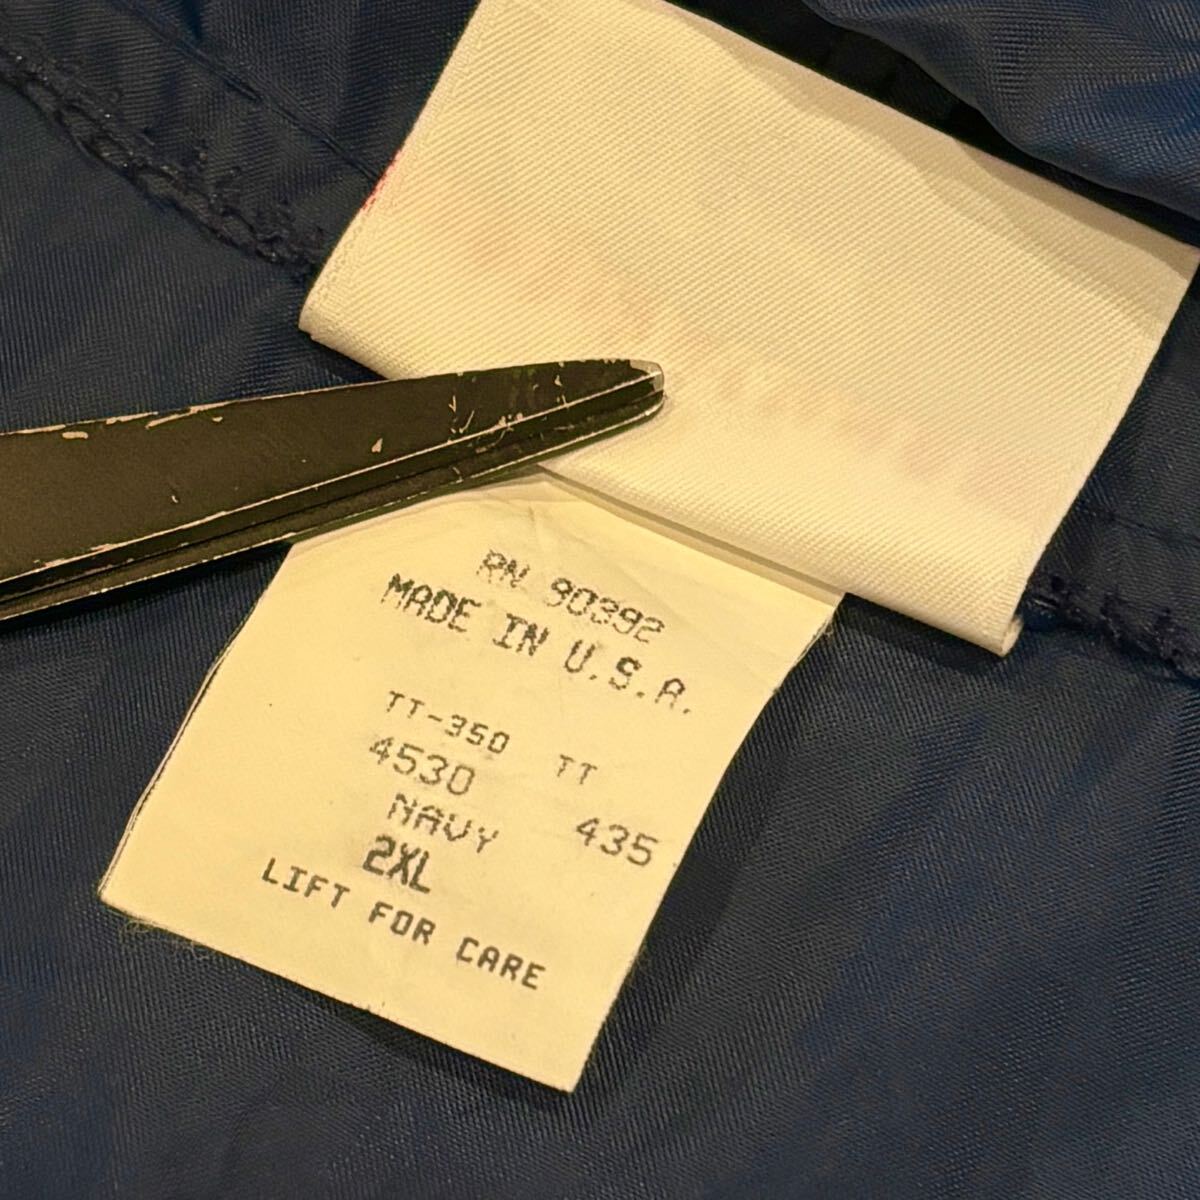 RN 90392
MADE IN U.S.A.
TT-350 TT
4530
NAVY 435
2XL
LIFT FOR CARE